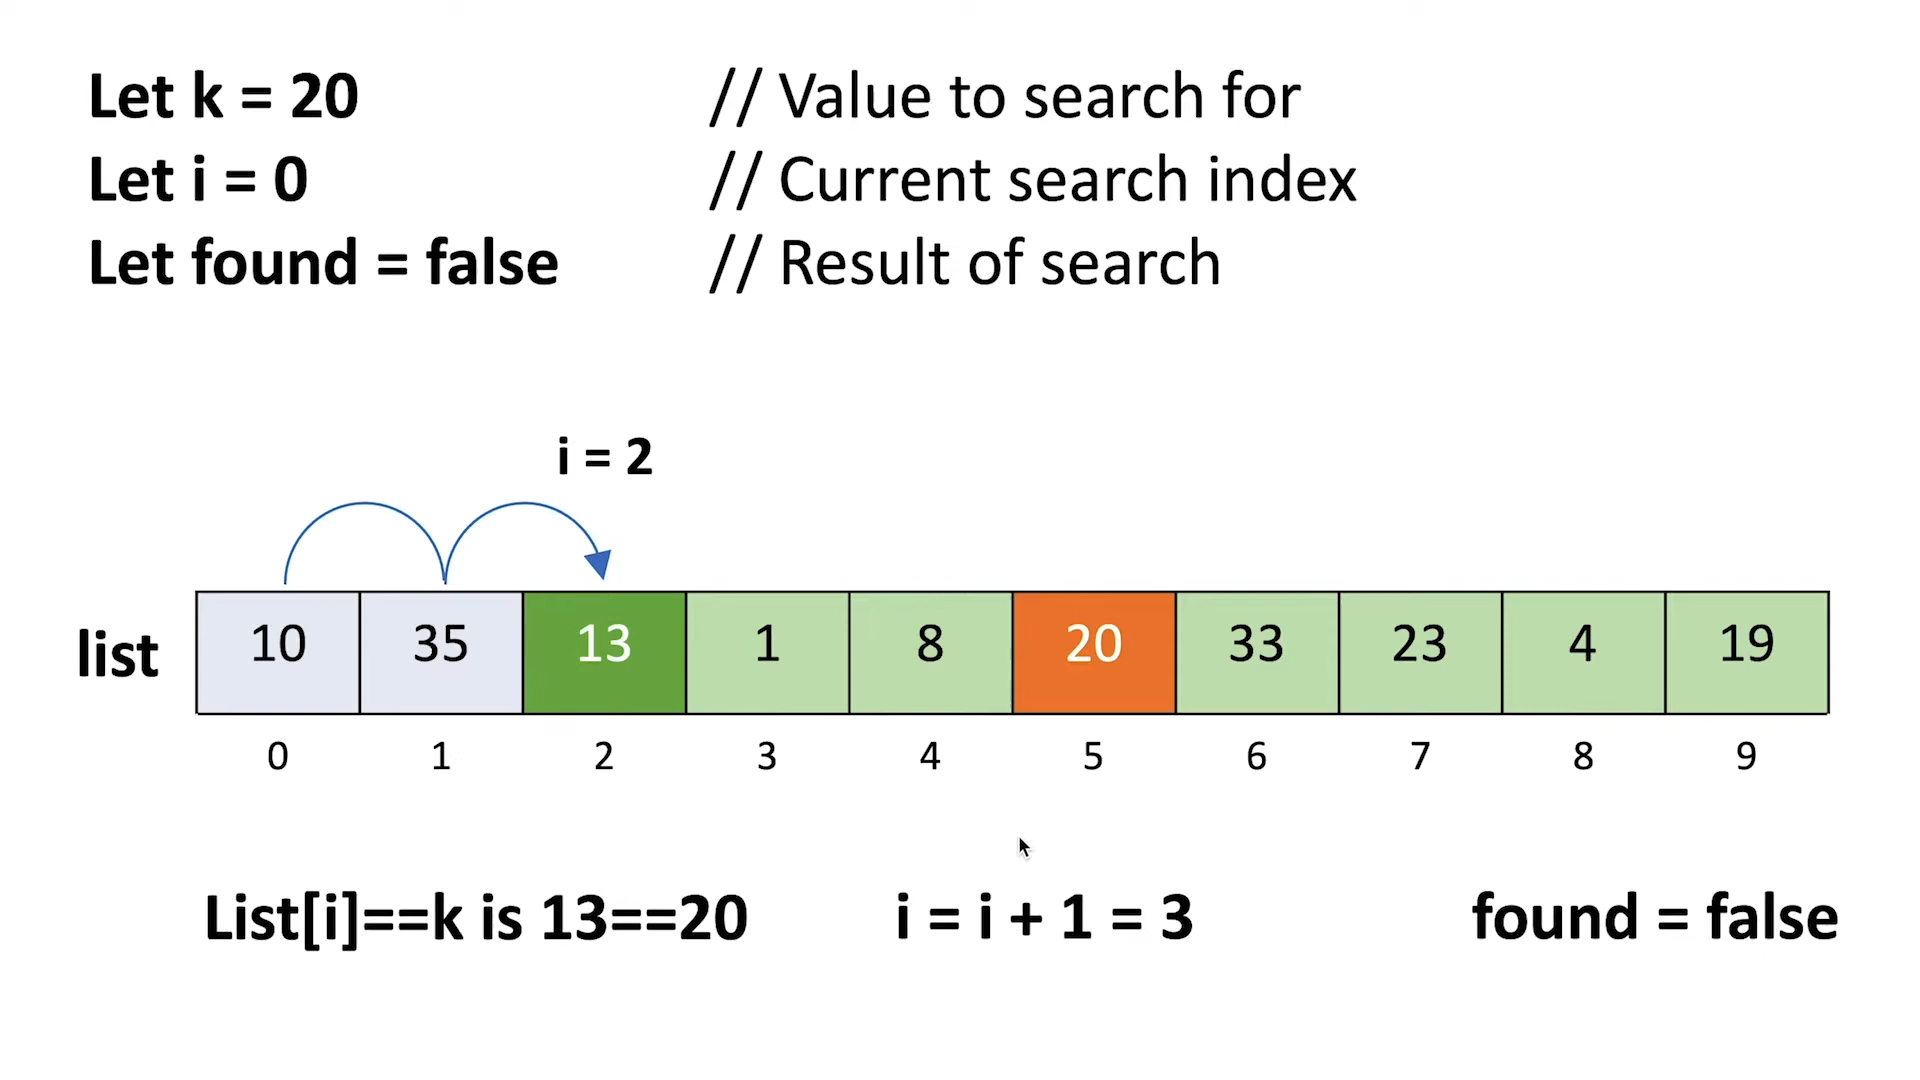 Let k = 20 // Value to search for
Let i = 0 // Current search index
Let found = false // Result of search
i = 2
list 10 35 13 1 8 20 33 23 4 19
0 1 2 3 4 5 6 7 8 9
List[i]==k is 13==20 i = i + 1 = 3 found = false